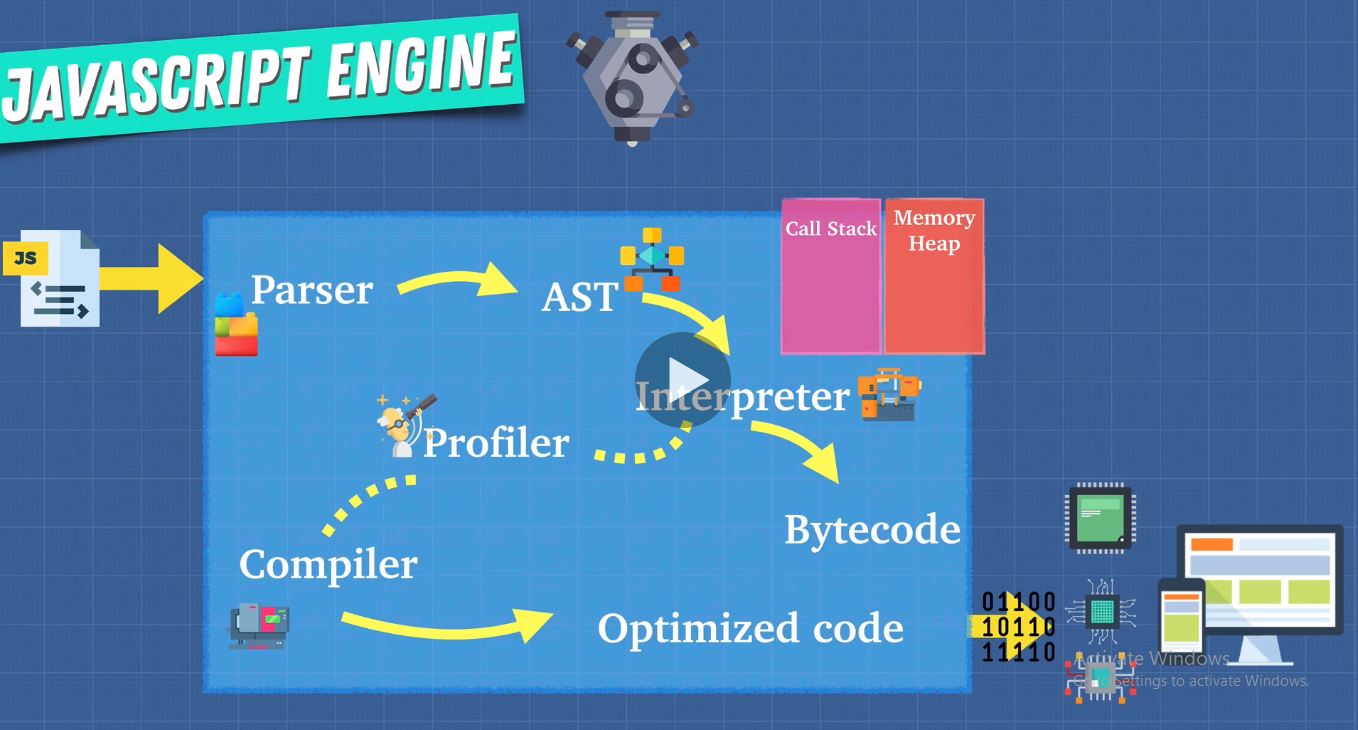 JAVASCRIPT ENGINE
Call Stack
Memory
Heap
JS
Parser
AST
Interpreter
Profiler
Bytecode
Compiler
Optimized code
01100
10110
11110
Activate Windows
Go to Settings to activate Windows.